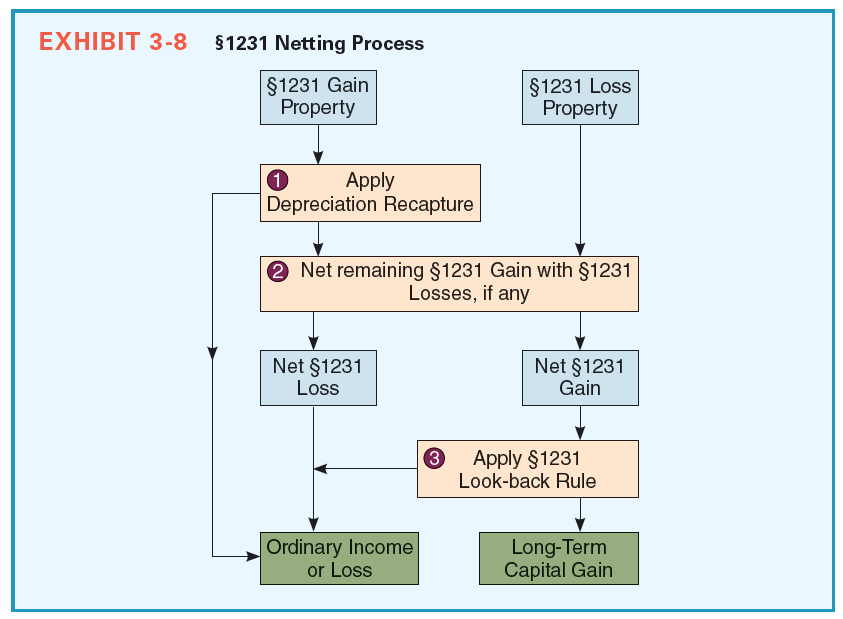 EXHIBIT 3-8 §1231 Netting Process
§1231 Gain
Property
§1231 Loss
Property
1 Apply
Depreciation Recapture
2 Net remaining §1231 Gain with §1231
Losses, if any
Net §1231
Loss
Net §1231
Gain
3 Apply §1231
Look-back Rule
Ordinary Income
or Loss
Long-Term
Capital Gain